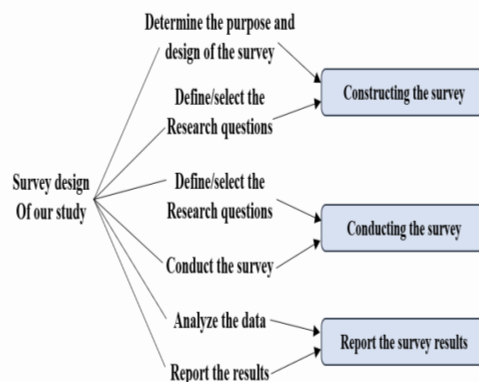 Determine the purpose and
design of the survey
Constructing the survey
Define/select the
Research questions
Survey design
Of our study
Define/select the
Research questions
Conducting the survey
Conduct the survey
Analyze the data
Report the survey results
Report the results